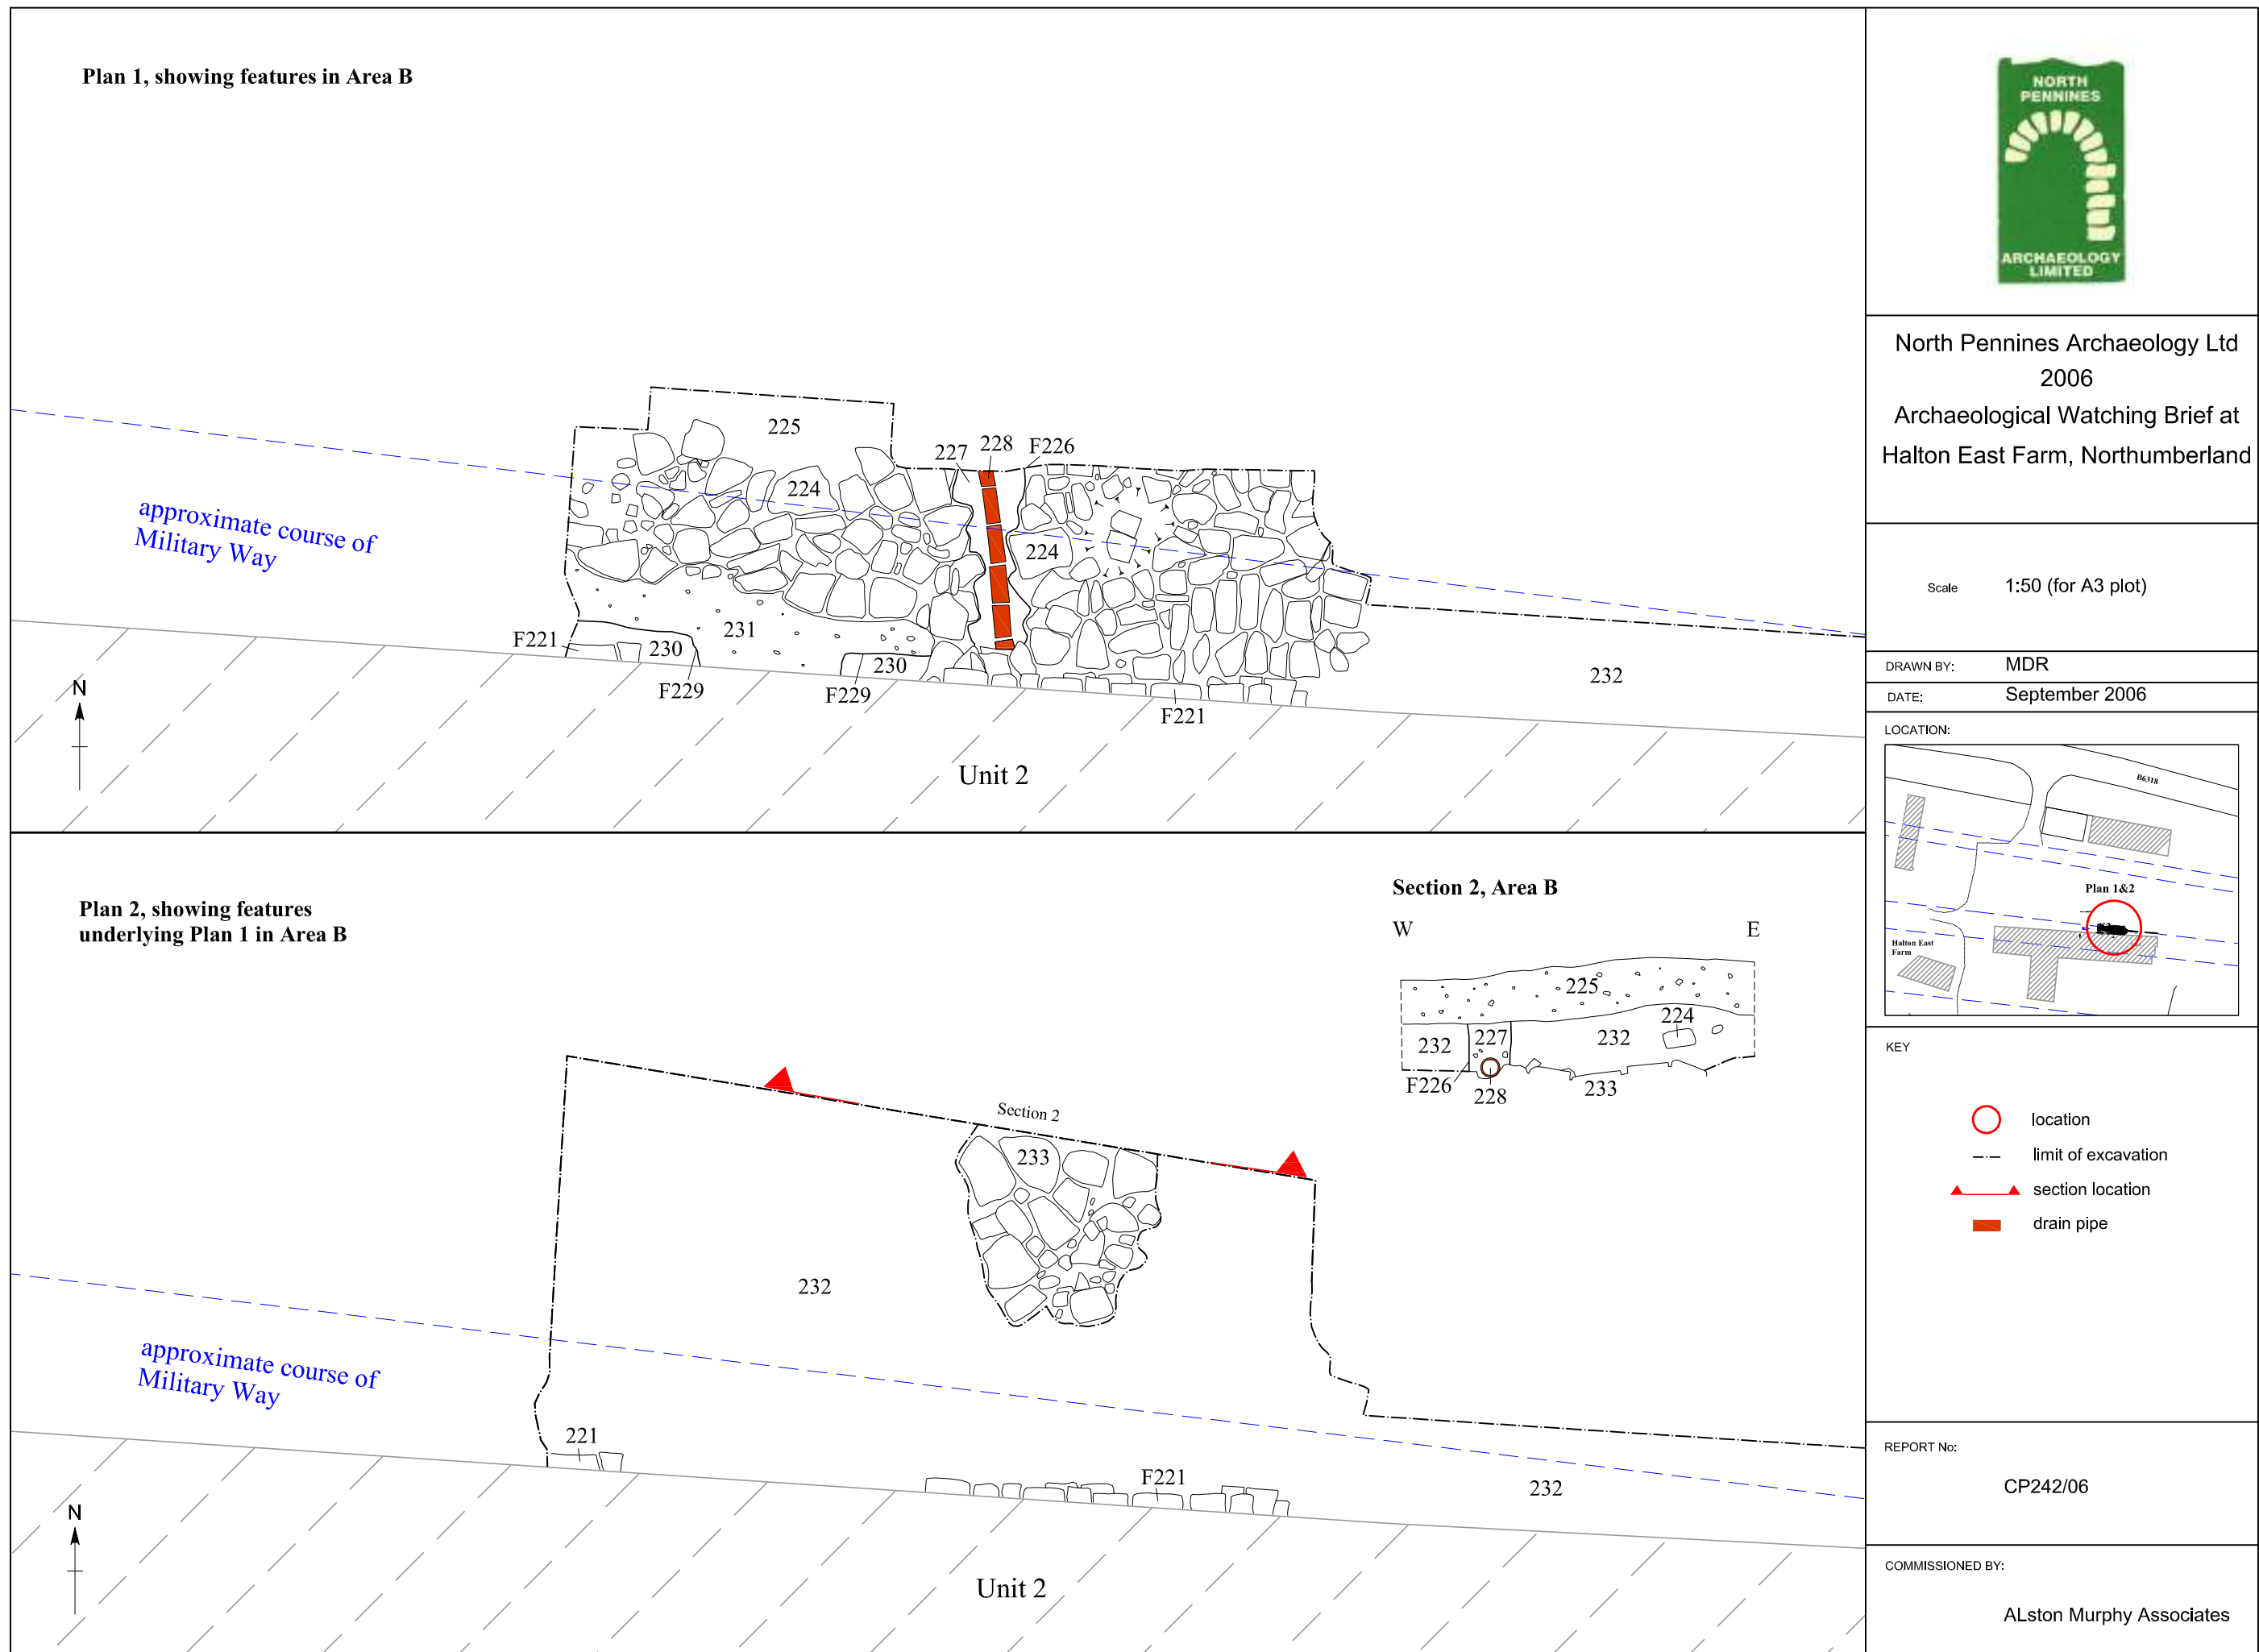 Plan 1, showing features in Area B
225
227
228
F226
224
224
approximate course of
Military Way
F221
230
231
230
F229
F229
F221
232
N
Unit 2
Plan 2, showing features
underlying Plan 1 in Area B
Section 2, Area B
W
E
225
224
232
227
232
F226
228
233
Section 2
233
232
approximate course of
Military Way
221
F221
232
N
Unit 2
NORTH
PENNINES
ARCHAEOLOGY
LIMITED
North Pennines Archaeology Ltd
2006
Archaeological Watching Brief at
Halton East Farm, Northumberland
Scale 1:50 (for A3 plot)
DRAWN BY: MDR
DATE: September 2006
LOCATION:
B6318
Plan 1&2
Halton East
Farm
KEY
location
limit of excavation
section location
drain pipe
REPORT No:
CP242/06
COMMISSIONED BY:
ALston Murphy Associates